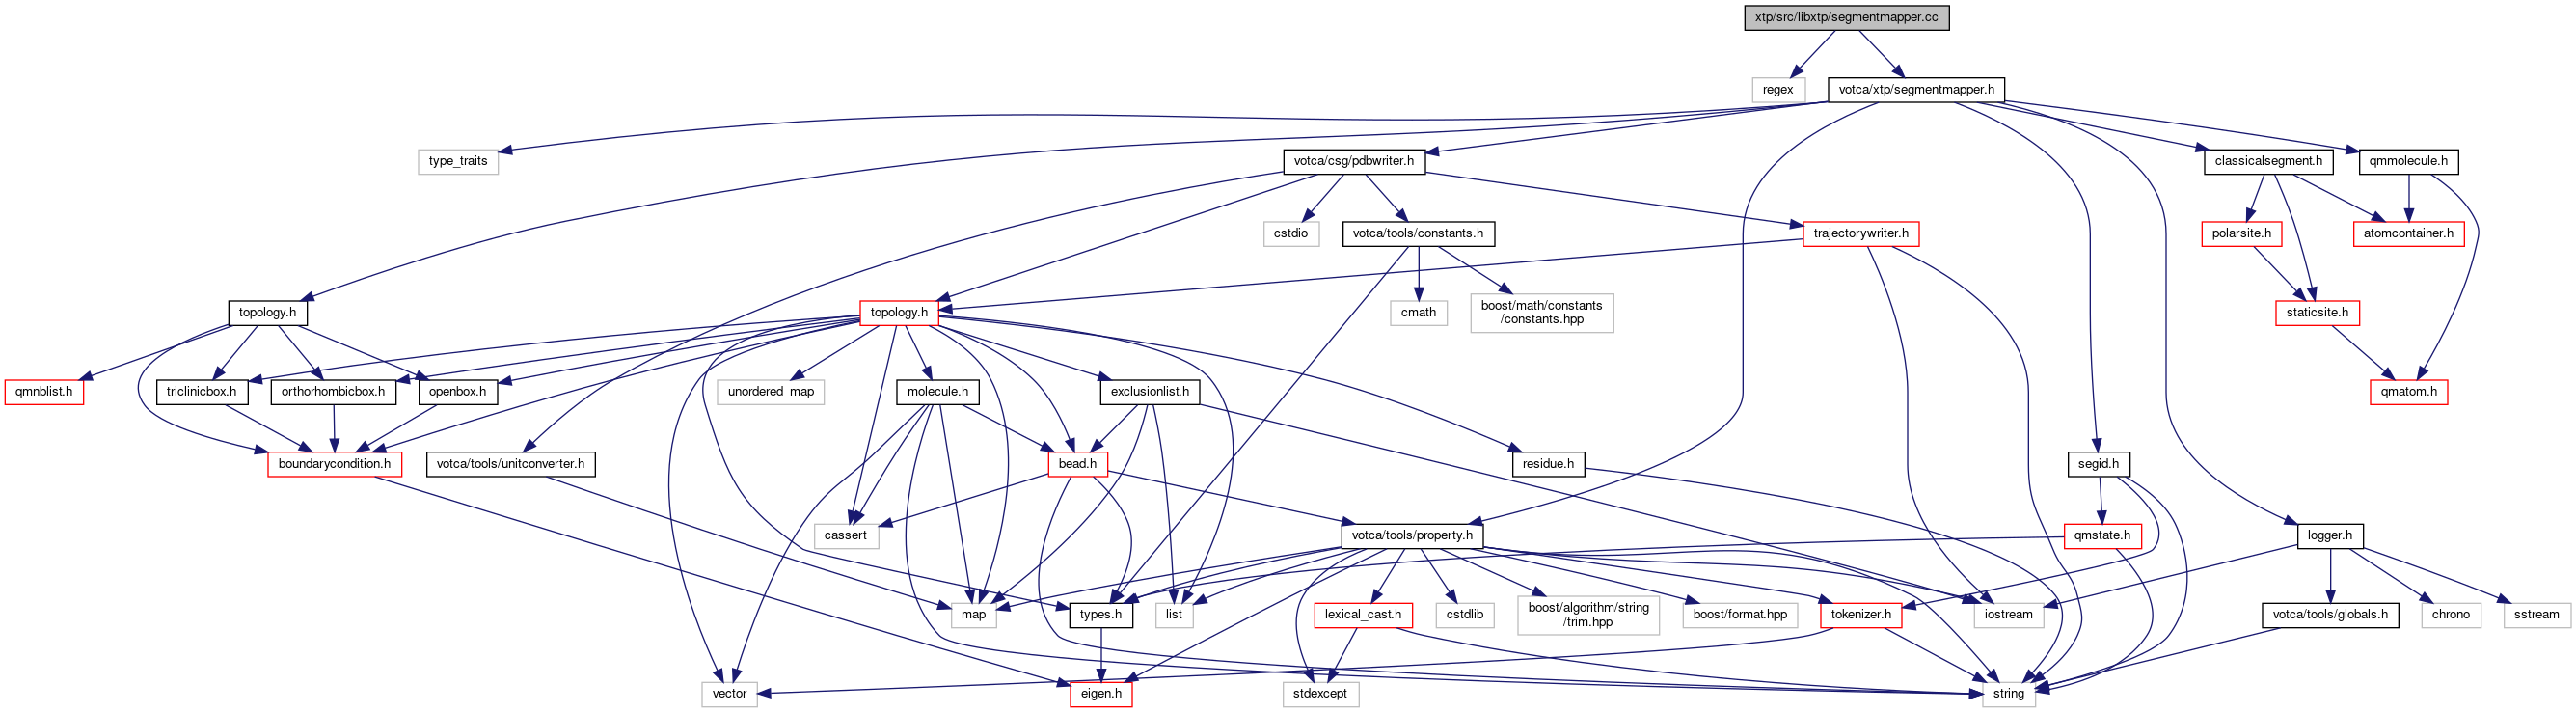 xtp/src/libxtp/segmentmapper.cc
regex
votca/xtp/segmentmapper.h
type_traits
votca/csg/pdbwriter.h
classicalsegment.h
qmmolecule.h
cstdio
votca/tools/constants.h
trajectorywriter.h
polarsite.h
atomcontainer.h
topology.h
topology.h
cmath
boost/math/constants
/constants.hpp
staticsite.h
qmnblist.h
triclinicbox.h
orthorhombicbox.h
openbox.h
unordered_map
molecule.h
exclusionlist.h
qmatom.h
boundarycondition.h
votca/tools/unitconverter.h
bead.h
residue.h
segid.h
cassert
votca/tools/property.h
qmstate.h
logger.h
map
types.h
list
lexical_cast.h
cstdlib
boost/algorithm/string
/trim.hpp
boost/format.hpp
tokenizer.h
iostream
votca/tools/globals.h
chrono
sstream
vector
eigen.h
stdexcept
string